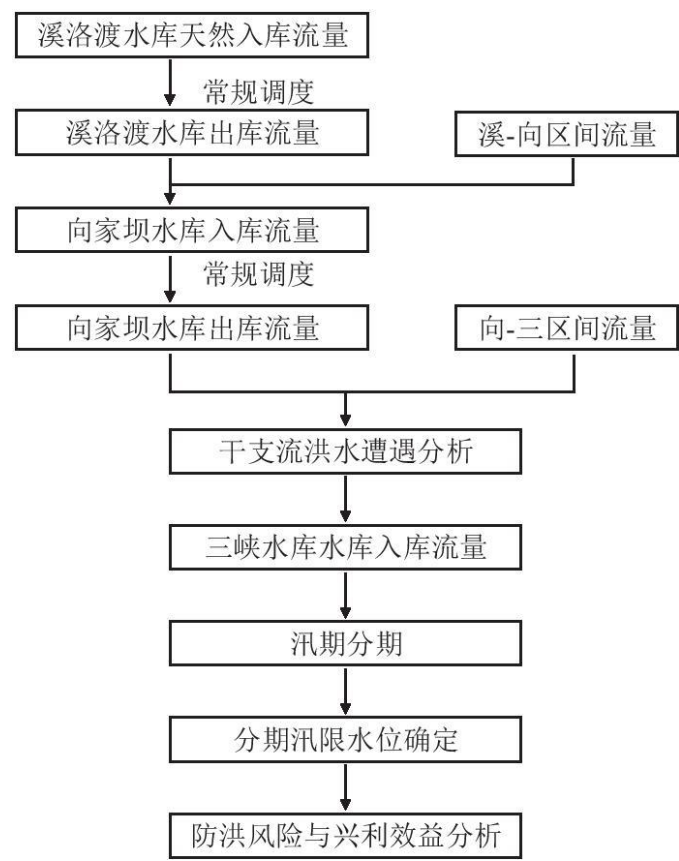 溪洛渡水库天然入库流量
常规调度
溪洛渡水库出库流量
溪-向区间流量
向家坝水库入库流量
常规调度
向家坝水库出库流量
向-三区间流量
干支流洪水遭遇分析
三峡水库水库入库流量
汛期分期
分期汛限水位确定
防洪风险与兴利效益分析